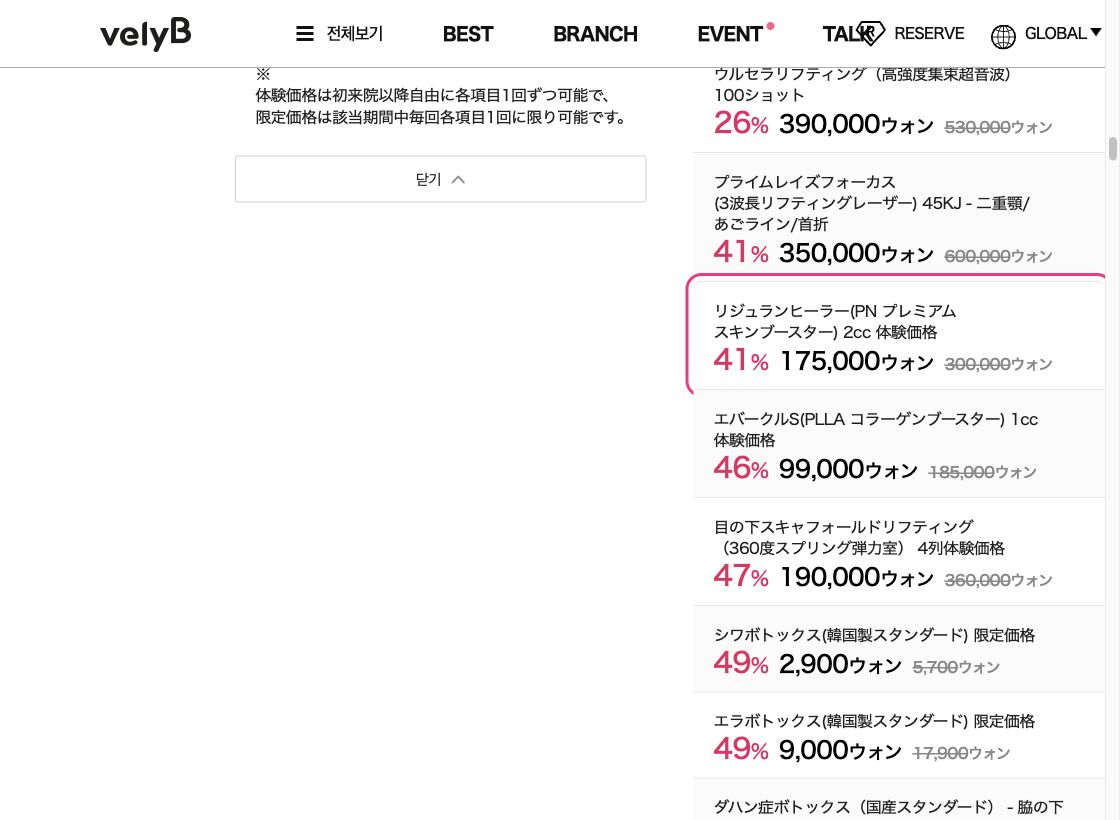 velyB
전체보기
BEST
BRANCH
EVENT
TALK
RESERVE
GLOBAL▼
※
体験価格は初来院以降自由に各項目1回ずつ可能で、
限定価格は該当期間中毎回各項目1回に限り可能です。
닫기
ウルセラリフティング（高強度集束超音波）
100ショット
26% 390,000ウォン 530,000ウォン
プライムレイズフォーカス
(3波長リフティングレーザー) 45KJ - 二重顎/
あごライン/首折
41% 350,000ウォン 600,000ウォン
リジュランヒーラー(PN プレミアム
スキンブースター) 2cc 体験価格
41% 175,000ウォン 300,000ウォン
エバークルS(PLLA コラーゲンブースター) 1cc
体験価格
46% 99,000ウォン 185,000ウォン
目の下スキャフォールドリフティング
（360度スプリング弾力室） 4列体験価格
47% 190,000ウォン 360,000ウォン
シワボトックス(韓国製スタンダード) 限定価格
49% 2,900ウォン 5,700ウォン
エラボトックス(韓国製スタンダード) 限定価格
49% 9,000ウォン 17,900ウォン
ダハン症ボトックス（国産スタンダード） - 脇の下